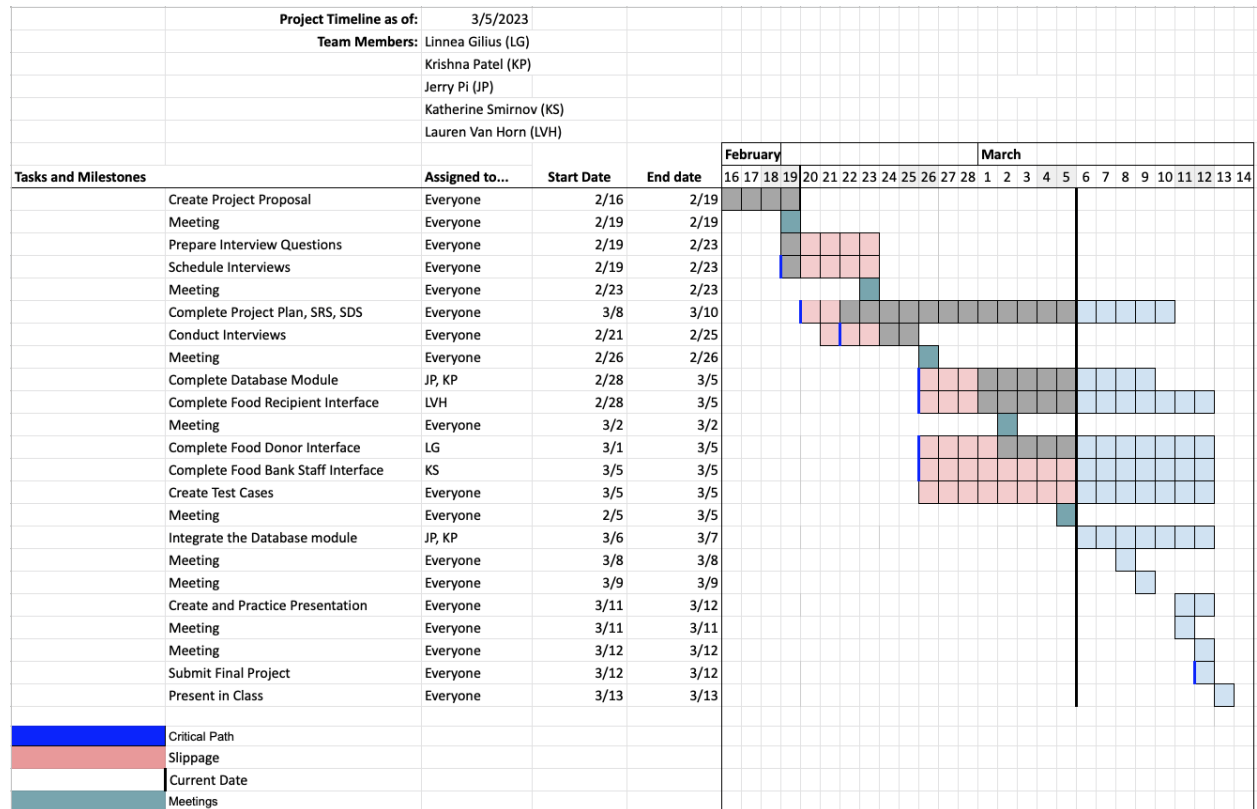 Project Timeline as of: 3/5/2023
Team Members: Linnea Gilius (LG)
Krishna Patel (KP)
Jerry Pi (JP)
Katherine Smirnov (KS)
Lauren Van Horn (LVH)
February March
Tasks and Milestones Assigned to... Start Date End date 16 17 18 19 20 21 22 23 24 25 26 27 28 1 2 3 4 5 6 7 8 9 10 11 12 13 14
Create Project Proposal Everyone 2/16 2/19
Meeting Everyone 2/19 2/19
Prepare Interview Questions Everyone 2/19 2/23
Schedule Interviews Everyone 2/19 2/23
Meeting Everyone 2/23 2/23
Complete Project Plan, SRS, SDS Everyone 3/8 3/10
Conduct Interviews Everyone 2/21 2/25
Meeting Everyone 2/26 2/26
Complete Database Module JP, KP 2/28 3/5
Complete Food Recipient Interface LVH 2/28 3/5
Meeting Everyone 3/2 3/2
Complete Food Donor Interface LG 3/1 3/5
Complete Food Bank Staff Interface KS 3/5 3/5
Create Test Cases Everyone 3/5 3/5
Meeting Everyone 2/5 3/5
Integrate the Database module JP, KP 3/6 3/7
Meeting Everyone 3/8 3/8
Meeting Everyone 3/9 3/9
Create and Practice Presentation Everyone 3/11 3/12
Meeting Everyone 3/11 3/11
Meeting Everyone 3/12 3/12
Submit Final Project Everyone 3/12 3/12
Present in Class Everyone 3/13 3/13
Critical Path
Slippage
Current Date
Meetings